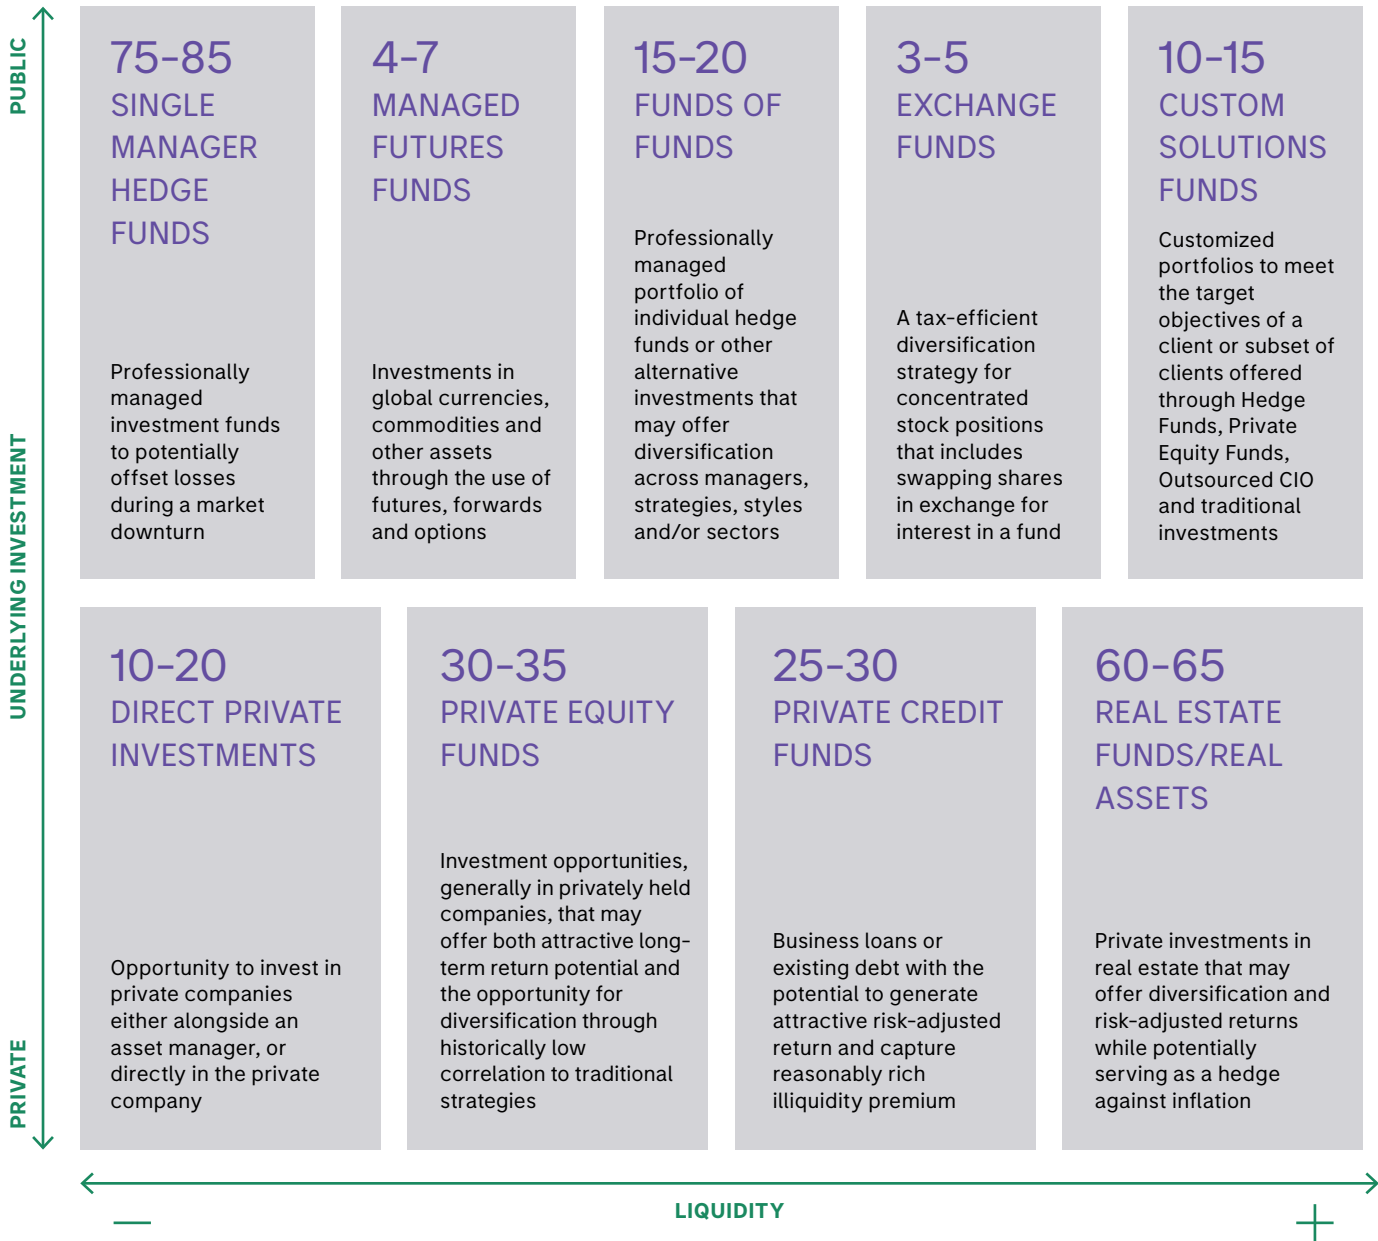 PUBLIC
UNDERLYING INVESTMENT
PRIVATE
75–85
SINGLE
MANAGER
HEDGE
FUNDS
Professionally
managed
investment funds
to potentially
offset losses
during a market
downturn
4–7
MANAGED
FUTURES
FUNDS
Investments in
global currencies,
commodities and
other assets
through the use of
futures, forwards
and options
15–20
FUNDS OF
FUNDS
Professionally
managed
portfolio of
individual hedge
funds or other
alternative
investments that
may offer
diversification
across managers,
strategies, styles
and/or sectors
3–5
EXCHANGE
FUNDS
A tax-efficient
diversification
strategy for
concentrated
stock positions
that includes
swapping shares
in exchange for
interest in a fund
10–15
CUSTOM
SOLUTIONS
FUNDS
Customized
portfolios to meet
the target
objectives of a
client or subset of
clients offered
through Hedge
Funds, Private
Equity Funds,
Outsourced CIO
and traditional
investments
10–20
DIRECT PRIVATE
INVESTMENTS
Opportunity to invest in
private companies
either alongside an
asset manager, or
directly in the private
company
30–35
PRIVATE EQUITY
FUNDS
Investment opportunities,
generally in privately held
companies, that may
offer both attractive long-
term return potential and
the opportunity for
diversification through
historically low
correlation to traditional
strategies
25–30
PRIVATE CREDIT
FUNDS
Business loans or
existing debt with the
potential to generate
attractive risk-adjusted
return and capture
reasonably rich
illiquidity premium
60–65
REAL ESTATE
FUNDS/REAL
ASSETS
Private investments in
real estate that may
offer diversification and
risk-adjusted returns
while potentially
serving as a hedge
against inflation
—
LIQUIDITY
+